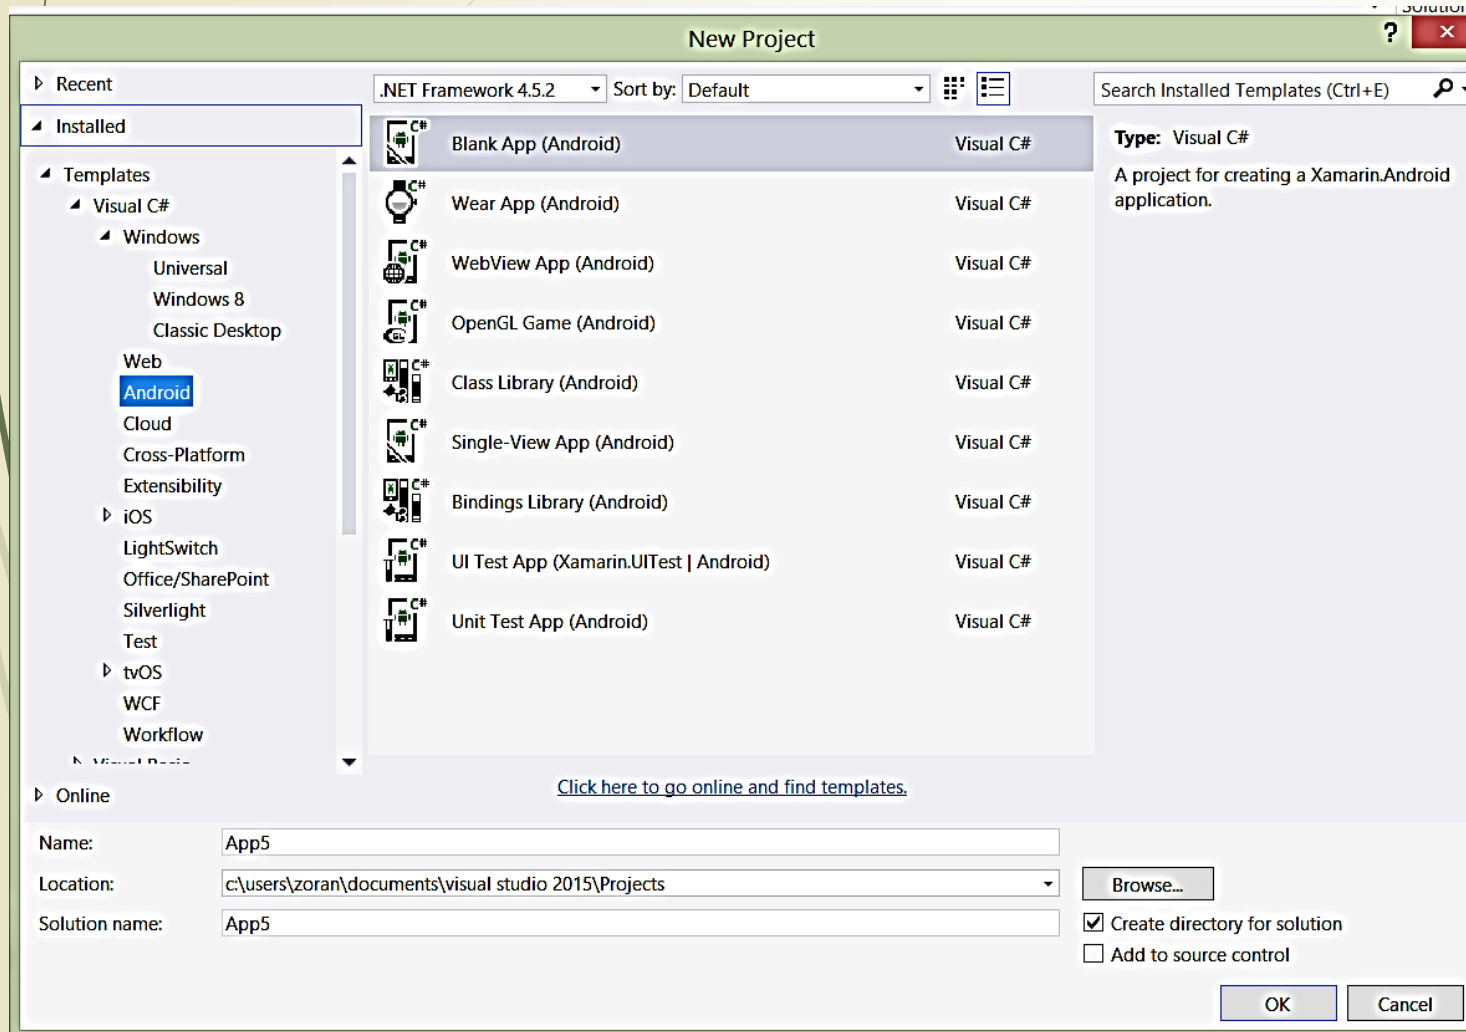 Solution
New Project
?
Recent
.NET Framework 4.5.2
Sort by:
Default
Search Installed Templates (Ctrl+E)
Installed
Templates
Visual C#
Windows
Universal
Windows 8
Classic Desktop
Web
Android
Cloud
Cross-Platform
Extensibility
iOS
LightSwitch
Office/SharePoint
Silverlight
Test
tvOS
WCF
Workflow
Visual Basic
Online
C# Blank App (Android) Visual C#
C# Wear App (Android) Visual C#
C# WebView App (Android) Visual C#
C# GL OpenGL Game (Android) Visual C#
C# Class Library (Android) Visual C#
C# Single-View App (Android) Visual C#
C# Bindings Library (Android) Visual C#
C# UI Test App (Xamarin.UITest | Android) Visual C#
C# Unit Test App (Android) Visual C#
Click here to go online and find templates.
Type: Visual C#
A project for creating a Xamarin.Android
application.
Name: App5
Location: c:\users\zoran\documents\visual studio 2015\Projects
Browse...
Solution name: App5
Create directory for solution
Add to source control
OK
Cancel